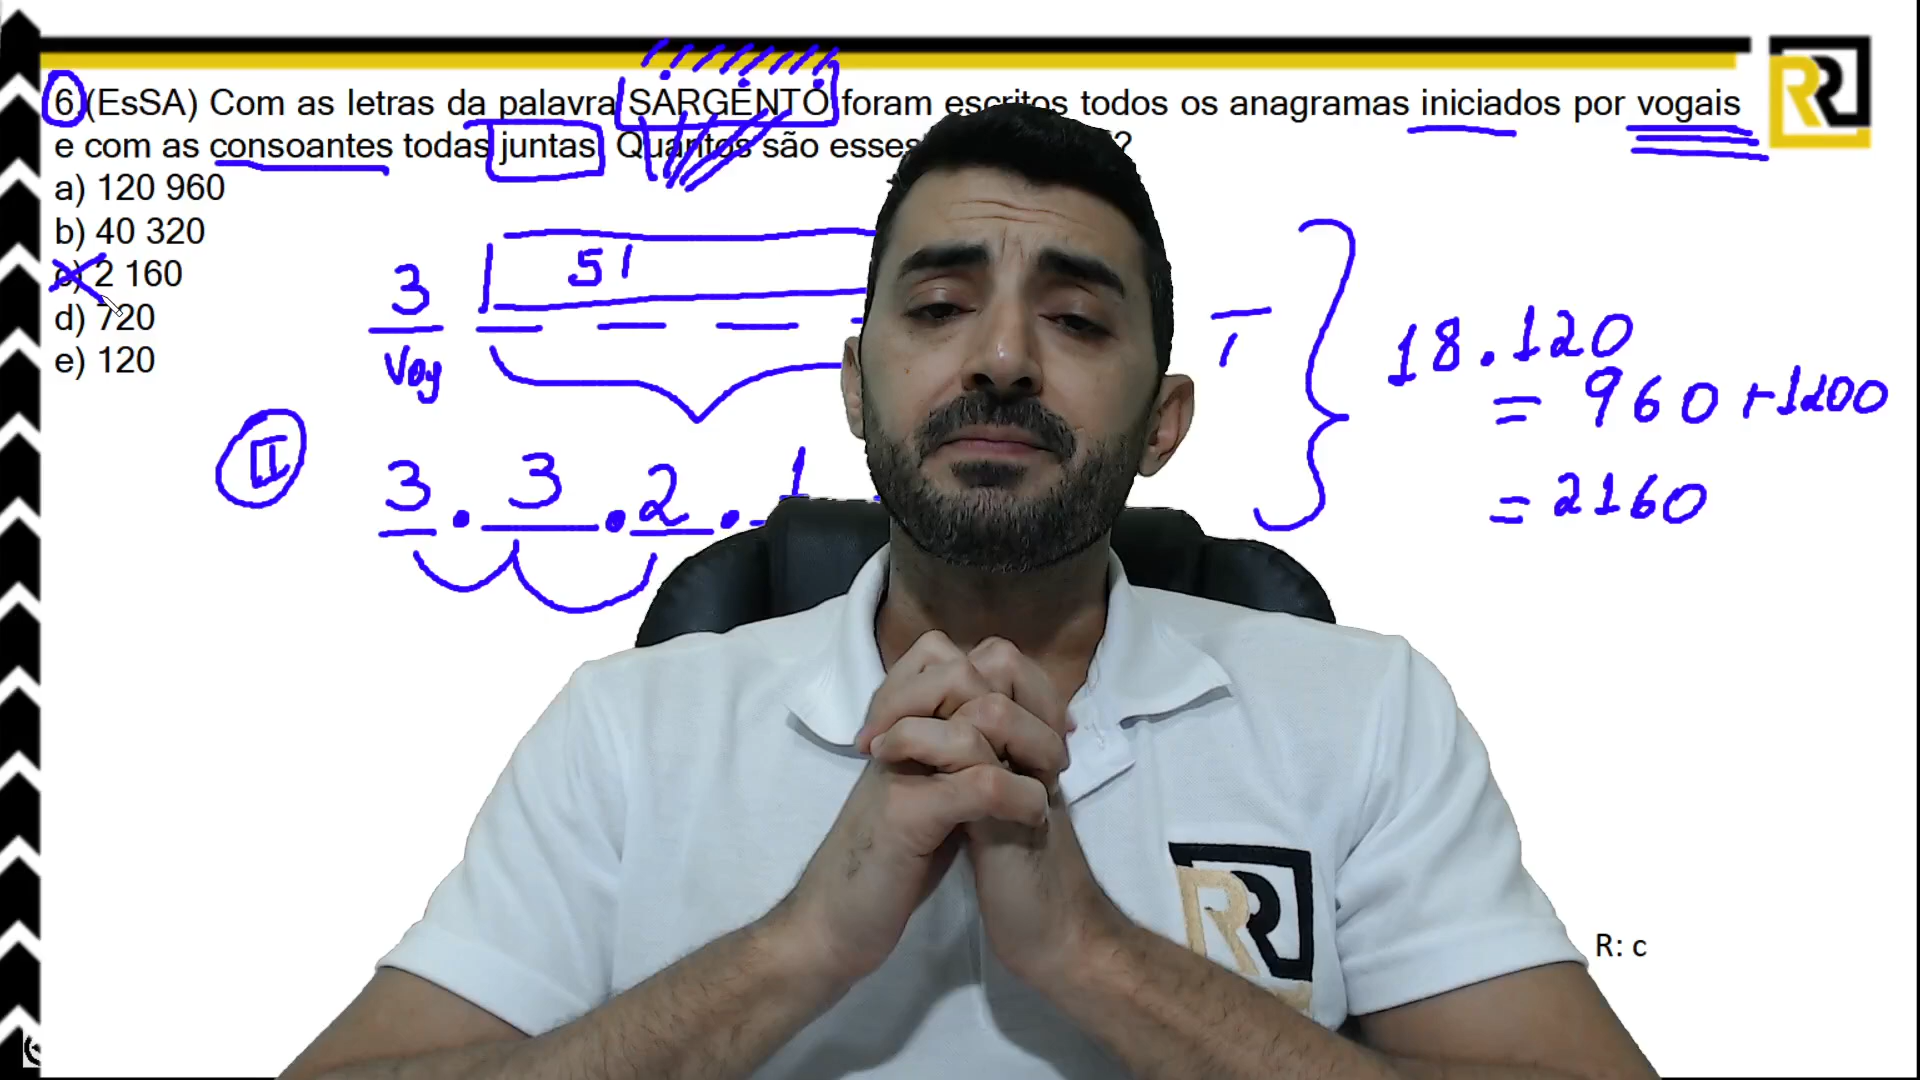 6 (EsSA) Com as letras da palavra SARGENTO foram escritos todos os anagramas iniciados por vogais
e com as consoantes todas juntas Quantos são esses ?
a) 120 960
b) 40 320
c) 2 160
d) 720
e) 120
3 5!
Vog
II
3 . 3 . 2 . 1
18 . 120
= 960 + 1200
= 2160
R: c